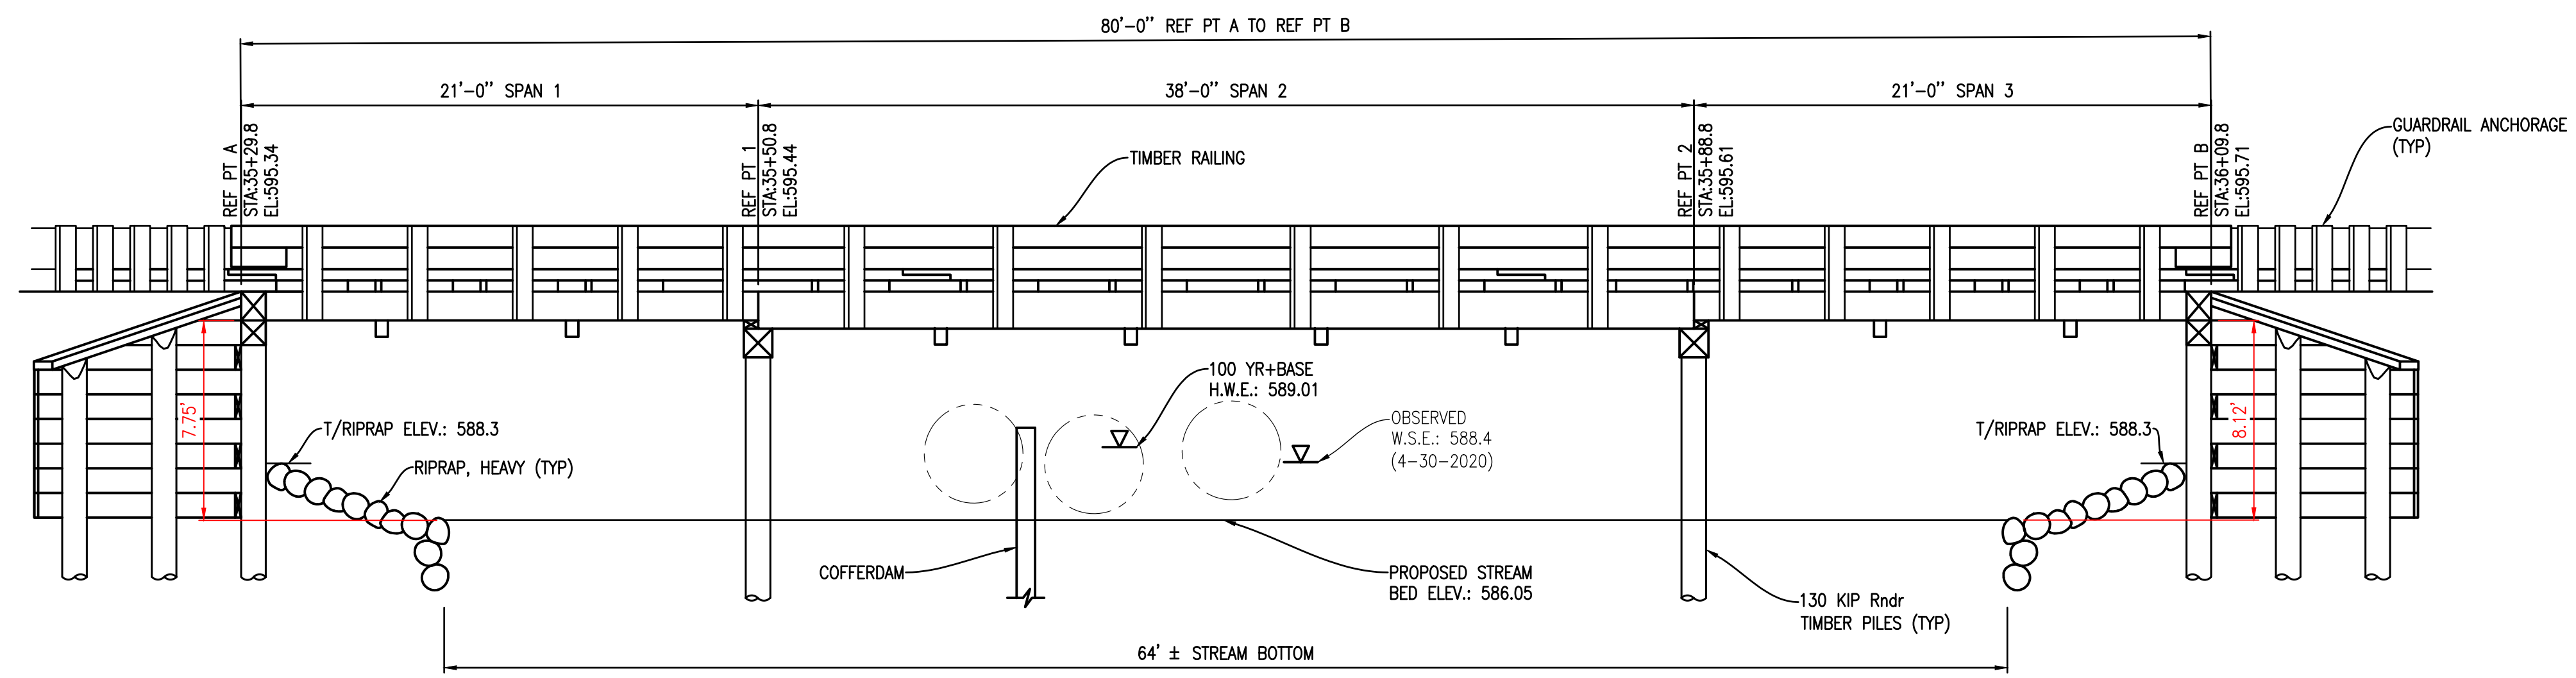 80'-0" REF PT A TO REF PT B
21'-0" SPAN 1
38'-0" SPAN 2
21'-0" SPAN 3
REF PT A
STA:35+29.8
EL:595.34
REF PT 1
STA:35+50.8
EL:595.44
TIMBER RAILING
REF PT 2
STA:35+88.8
EL:595.61
REF PT B
STA:36+09.8
EL:595.71
GUARDRAIL ANCHORAGE
(TYP)
7.75'
T/RIPRAP ELEV.: 588.3
RIPRAP, HEAVY (TYP)
100 YR+BASE
H.W.E.: 589.01
OBSERVED
W.S.E.: 588.4
(4-30-2020)
T/RIPRAP ELEV.: 588.3
8.12'
COFFERDAM
PROPOSED STREAM
BED ELEV.: 586.05
130 KIP Rndr
TIMBER PILES (TYP)
64' ± STREAM BOTTOM